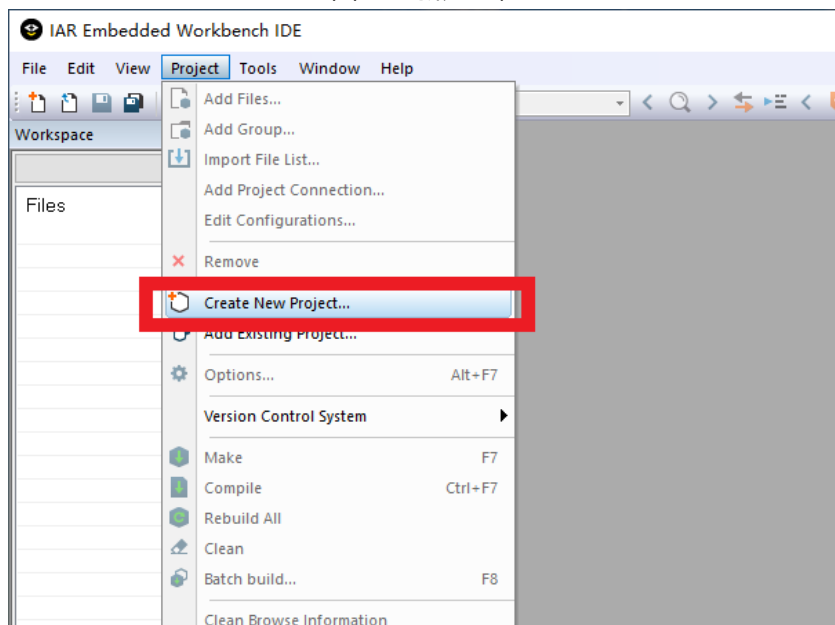 IAR Embedded Workbench IDE
File Edit View Project Tools Window Help
Add Files...
Workspace
Add Group...
Import File List...
Add Project Connection...
Files
Edit Configurations...
Remove
Create New Project...
Add Existing Project...
Options... Alt+F7
Version Control System
Make F7
Compile Ctrl+F7
Rebuild All
Clean
Batch build... F8
Clean Browse Information